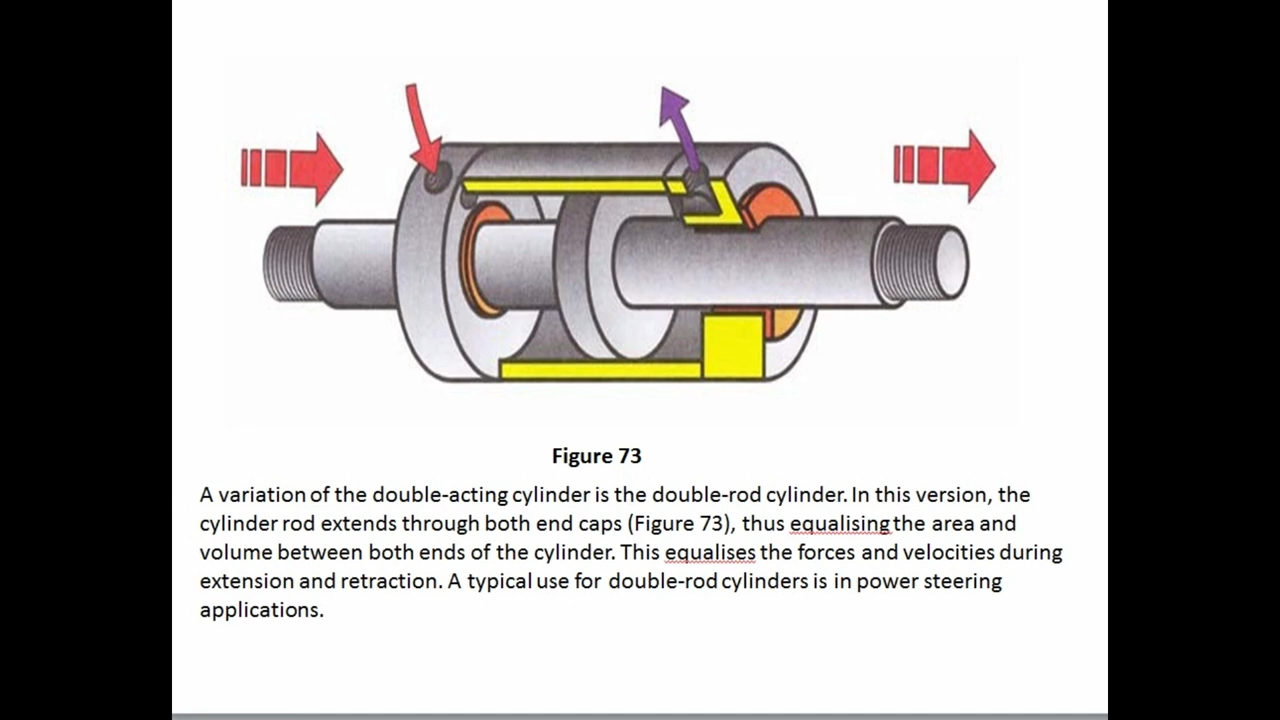 Figure 73
A variation of the double-acting cylinder is the double-rod cylinder. In this version, the
cylinder rod extends through both end caps (Figure 73), thus equalising the area and
volume between both ends of the cylinder. This equalises the forces and velocities during
extension and retraction. A typical use for double-rod cylinders is in power steering
applications.